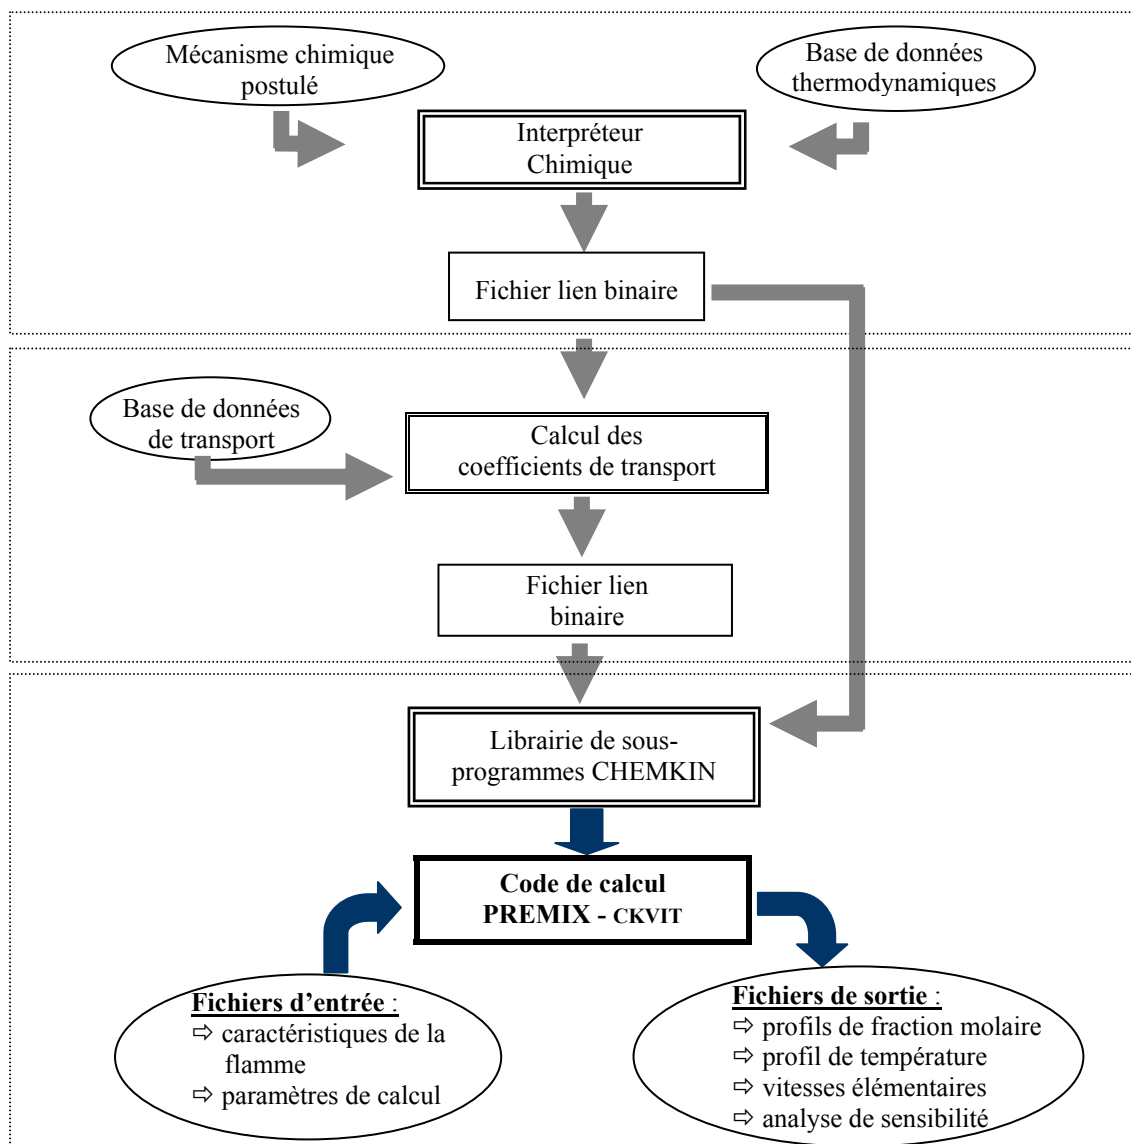 Mécanisme chimique
postulé
Base de données
thermodynamiques
Interpréteur
Chimique
Fichier lien binaire
Base de données
de transport
Calcul des
coefficients de transport
Fichier lien
binaire
Librairie de sous-
programmes CHEMKIN
Code de calcul
PREMIX - CKVIT
Fichiers d’entrée :
⇨ caractéristiques de la
flamme
⇨ paramètres de calcul
Fichiers de sortie :
⇨ profils de fraction molaire
⇨ profil de température
⇨ vitesses élémentaires
⇨ analyse de sensibilité